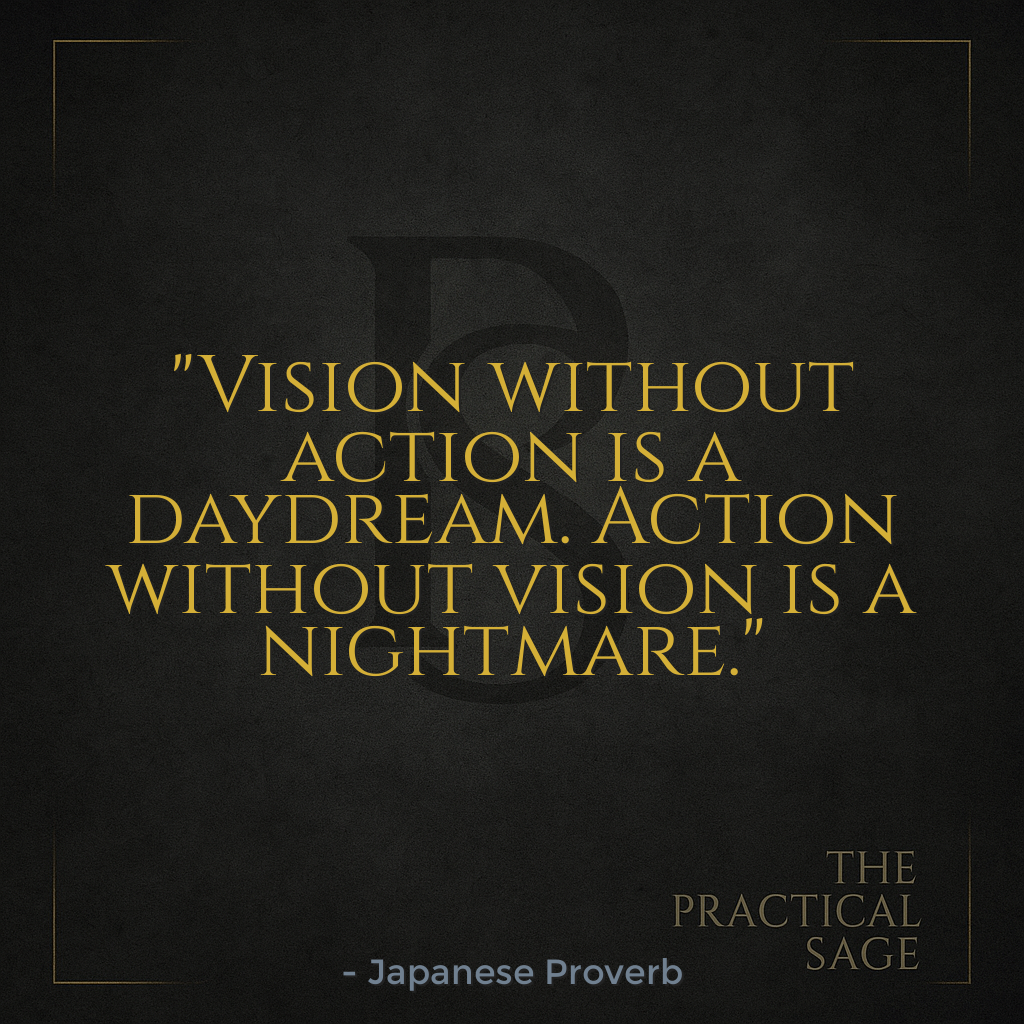 "Vision without
action is a
daydream. Action
without vision is a
nightmare."
THE
PRACTICAL
SAGE
- Japanese Proverb